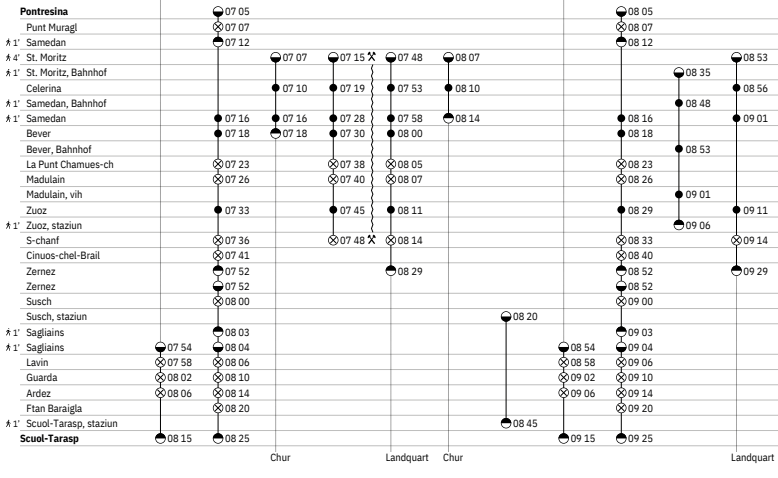 Pontresina 07 05 08 05
Punt Muragl 07 07 08 07
1' Samedan 07 12 08 12
4' St. Moritz 07 07 07 15 07 48 08 07 08 53
1' St. Moritz, Bahnhof 08 35
Celerina 07 10 07 19 07 53 08 10 08 56
1' Samedan, Bahnhof 08 48
1' Samedan 07 16 07 16 07 28 07 58 08 14 08 16 09 01
Bever 07 18 07 18 07 30 08 00 08 18
Bever, Bahnhof 08 53
La Punt Chamues-ch 07 23 07 38 08 05 08 23
Madulain 07 26 07 40 08 07 08 26
Madulain, vih 09 01
Zuoz 07 33 07 45 08 11 08 29 09 11
1' Zuoz, staziun 09 06
S-chanf 07 36 07 48 08 14 08 33 09 14
Cinuos-chel-Brail 07 41 08 40
Zernez 07 52 08 29 08 52 09 29
Zernez 07 52 08 52
Susch 08 00 09 00
Susch, staziun 08 20
1' Sagliains 08 03 09 03
1' Sagliains 07 54 08 04 08 54 09 04
Lavin 07 58 08 06 08 58 09 06
Guarda 08 02 08 10 09 02 09 10
Ardez 08 06 08 14 09 06 09 14
Ftan Baraigla 08 20 09 20
1' Scuol-Tarasp, staziun 08 45
Scuol-Tarasp 08 15 08 25 09 15 09 25
Chur Landquart Chur Landquart